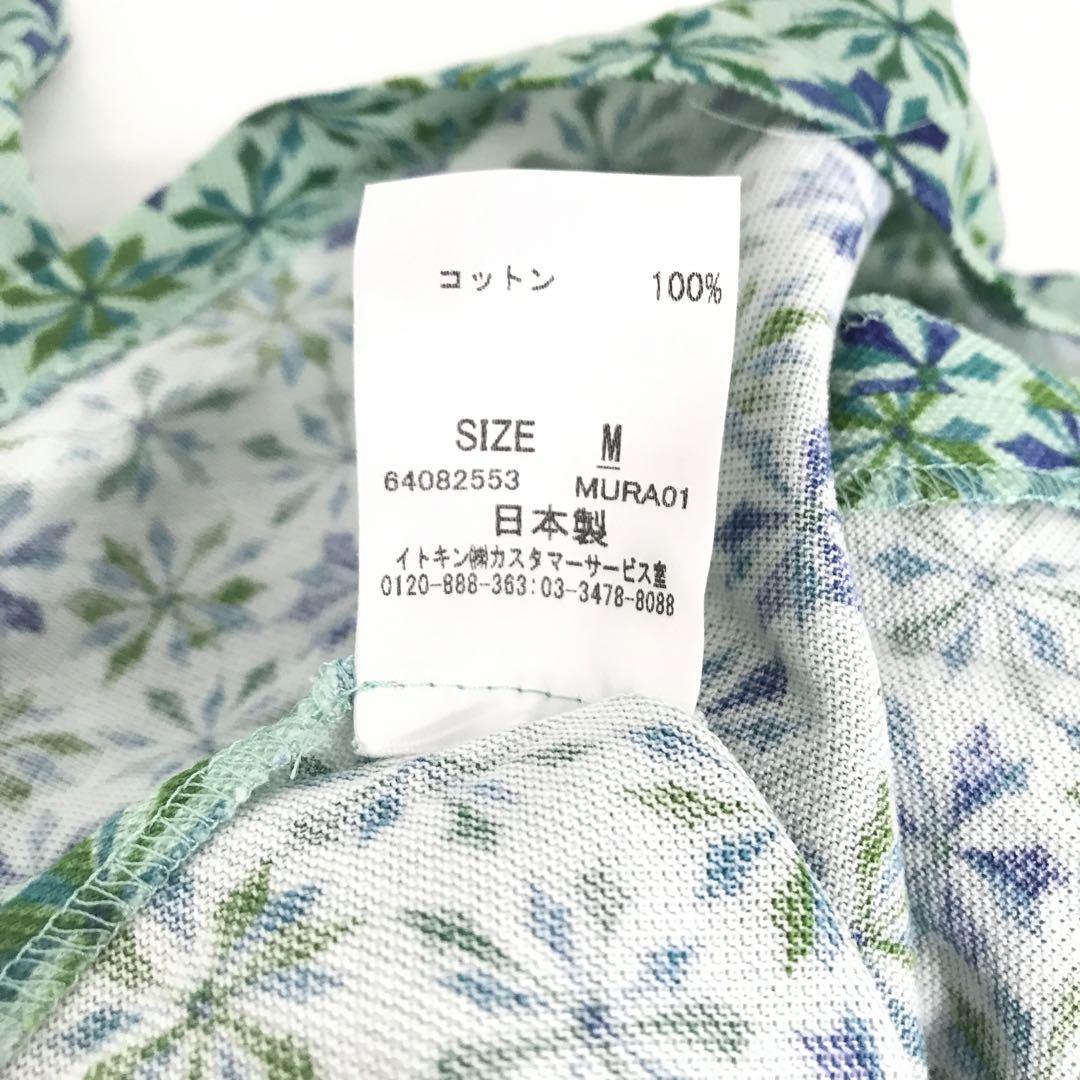 コットン 100%
SIZE M
64082553 MURA01
日本製
イトキン㈱カスタマーサービス室
0120-888-363:03-3478-8088